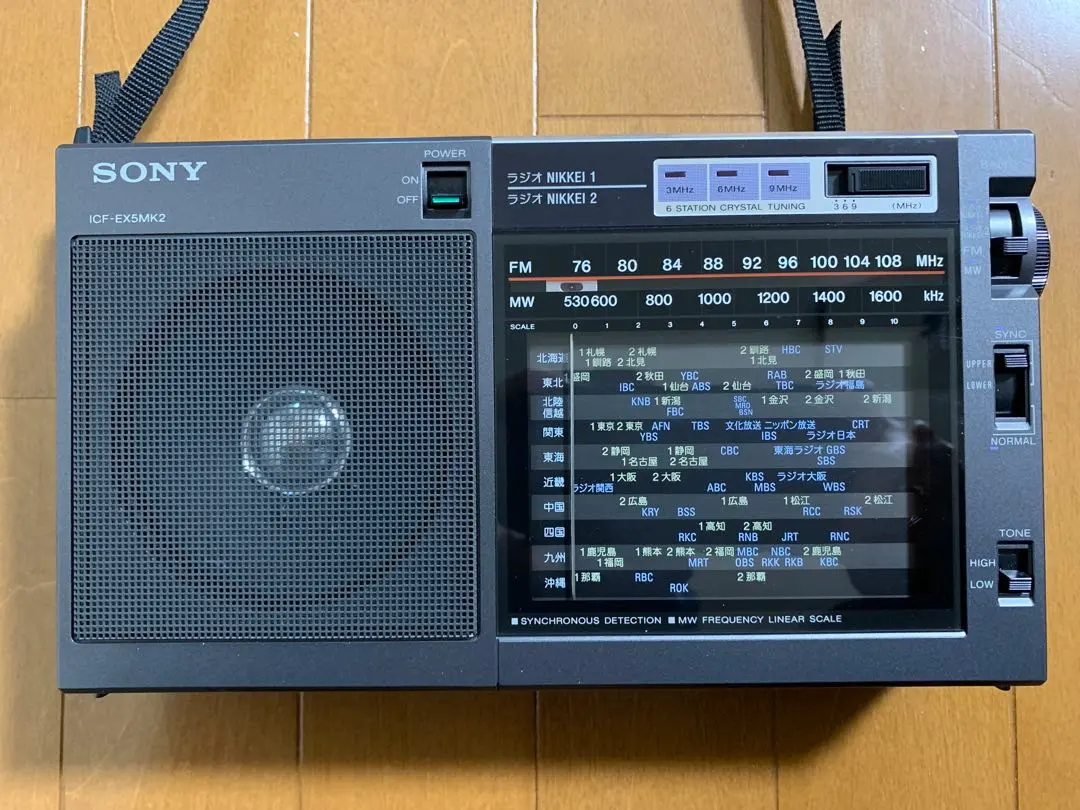 SONY
POWER
ON
OFF
ICF-EX5MK2
ラジオ NIKKEI 1
ラジオ NIKKEI 2
3MHz 6MHz 9MHz
6 STATION CRYSTAL TUNING
3 6 9 (MHz)
FM 76 80 84 88 92 96 100 104 108 MHz
MW 530 600 800 1000 1200 1400 1600 kHz
SCALE 0 1 2 3 4 5 6 7 8 9 10
北海道 1札幌 2札幌 2釧路 HBC STV
1釧路 2北見 1北見
東北 1盛岡 2秋田 YBC RAB 2盛岡 1秋田
IBC 1仙台 ABS 2仙台 TBC ラジオ福島
北陸 信越 KNB 1新潟 SBC MRO BSN 1金沢 2金沢 2新潟
FBC
関東 1東京 2東京 AFN TBS 文化放送 ニッポン放送 CRT
YBS IBS ラジオ日本
東海 2静岡 1静岡 CBC 東海ラジオ GBS
1名古屋 2名古屋 SBS
近畿 1大阪 2大阪 KBS ラジオ大阪
ラジオ関西 ABC MBS WBS
中国 2広島 1広島 1松江 2松江
KRY BSS RCC RSK
四国 1高知 2高知
RKC RNB JRT RNC
九州 1鹿児島 1熊本 2熊本 2福岡 MBC NBC 2鹿児島
1福岡 MRT OBS RKK RKB KBC
沖縄 1那覇 RBC 2那覇
ROK
■ SYNCHRONOUS DETECTION ■ MW FREQUENCY LINEAR SCALE
FM
MW
SYNC
UPPER
LOWER
NORMAL
TONE
HIGH
LOW